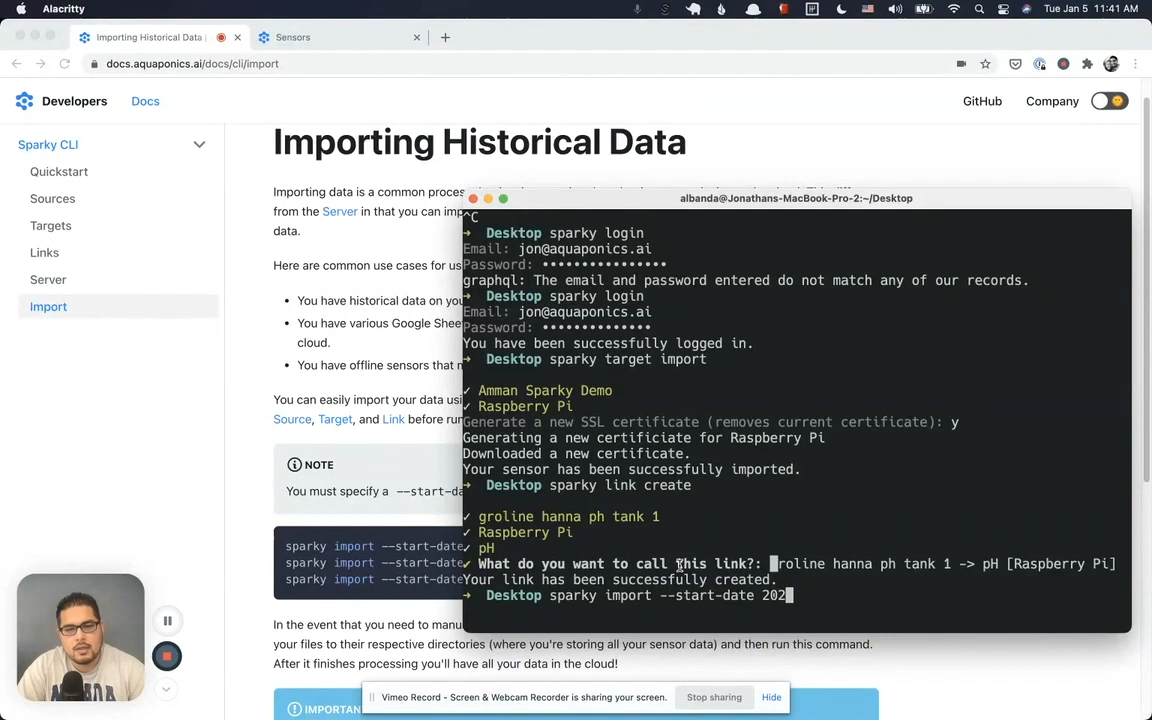 Alacritty
Tue Jan 5 11:41 AM
Importing Historical Data
Sensors
docs.aquaponics.ai/docs/cli/import
Developers
Docs
GitHub
Company
Sparky CLI
Quickstart
Sources
Targets
Links
Server
Import
Importing Historical Data
Importing data is a common proce
from the Server in that you can imp
data.
Here are common use cases for us
You have historical data on you
You have various Google Shee
cloud.
You have offline sensors that
You can easily import your data usi
Source, Target, and Link before run
NOTE
You must specify a --start-da
sparky import --start-date
sparky import --start-date
sparky import --start-date
In the event that you need to manu
your files to their respective directories (where you're storing all your sensor data) and then run this command.
After it finishes processing you'll have all your data in the cloud!
IMPORTAN
albanda@Jonathans-MacBook-Pro-2:~/Desktop
^C
➜ Desktop sparky login
Email: jon@aquaponics.ai
Password: ••••••••••••••••
graphql: The email and password entered do not match any of our records.
➜ Desktop sparky login
Email: jon@aquaponics.ai
Password: ••••••••••••••
You have been successfully logged in.
➜ Desktop sparky target import
✓ Amman Sparky Demo
✓ Raspberry Pi
Generate a new SSL certificate (removes current certificate): y
Generating a new certificiate for Raspberry Pi
Downloaded a new certificate.
Your sensor has been successfully imported.
➜ Desktop sparky link create
✓ groline hanna ph tank 1
✓ Raspberry Pi
✓ pH
✔ What do you want to call this link?: roline hanna ph tank 1 -> pH [Raspberry Pi]
Your link has been successfully created.
➜ Desktop sparky import --start-date 202
Vimeo Record - Screen & Webcam Recorder is sharing your screen.
Stop sharing
Hide